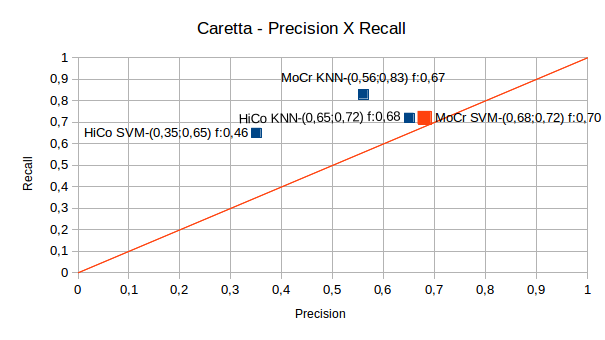 Caretta - Precision X Recall
1
0,9
0,8
0,7
0,6
0,5
0,4
0,3
0,2
0,1
0
Recall
MoCr KNN-(0,56;0,83) f:0,67
HiCo KNN-(0,65;0,72) f:0,68
MoCr SVM-(0,68;0,72) f:0,70
HiCo SVM-(0,35;0,65) f:0,46
0 0,1 0,2 0,3 0,4 0,5 0,6 0,7 0,8 0,9 1
Precision